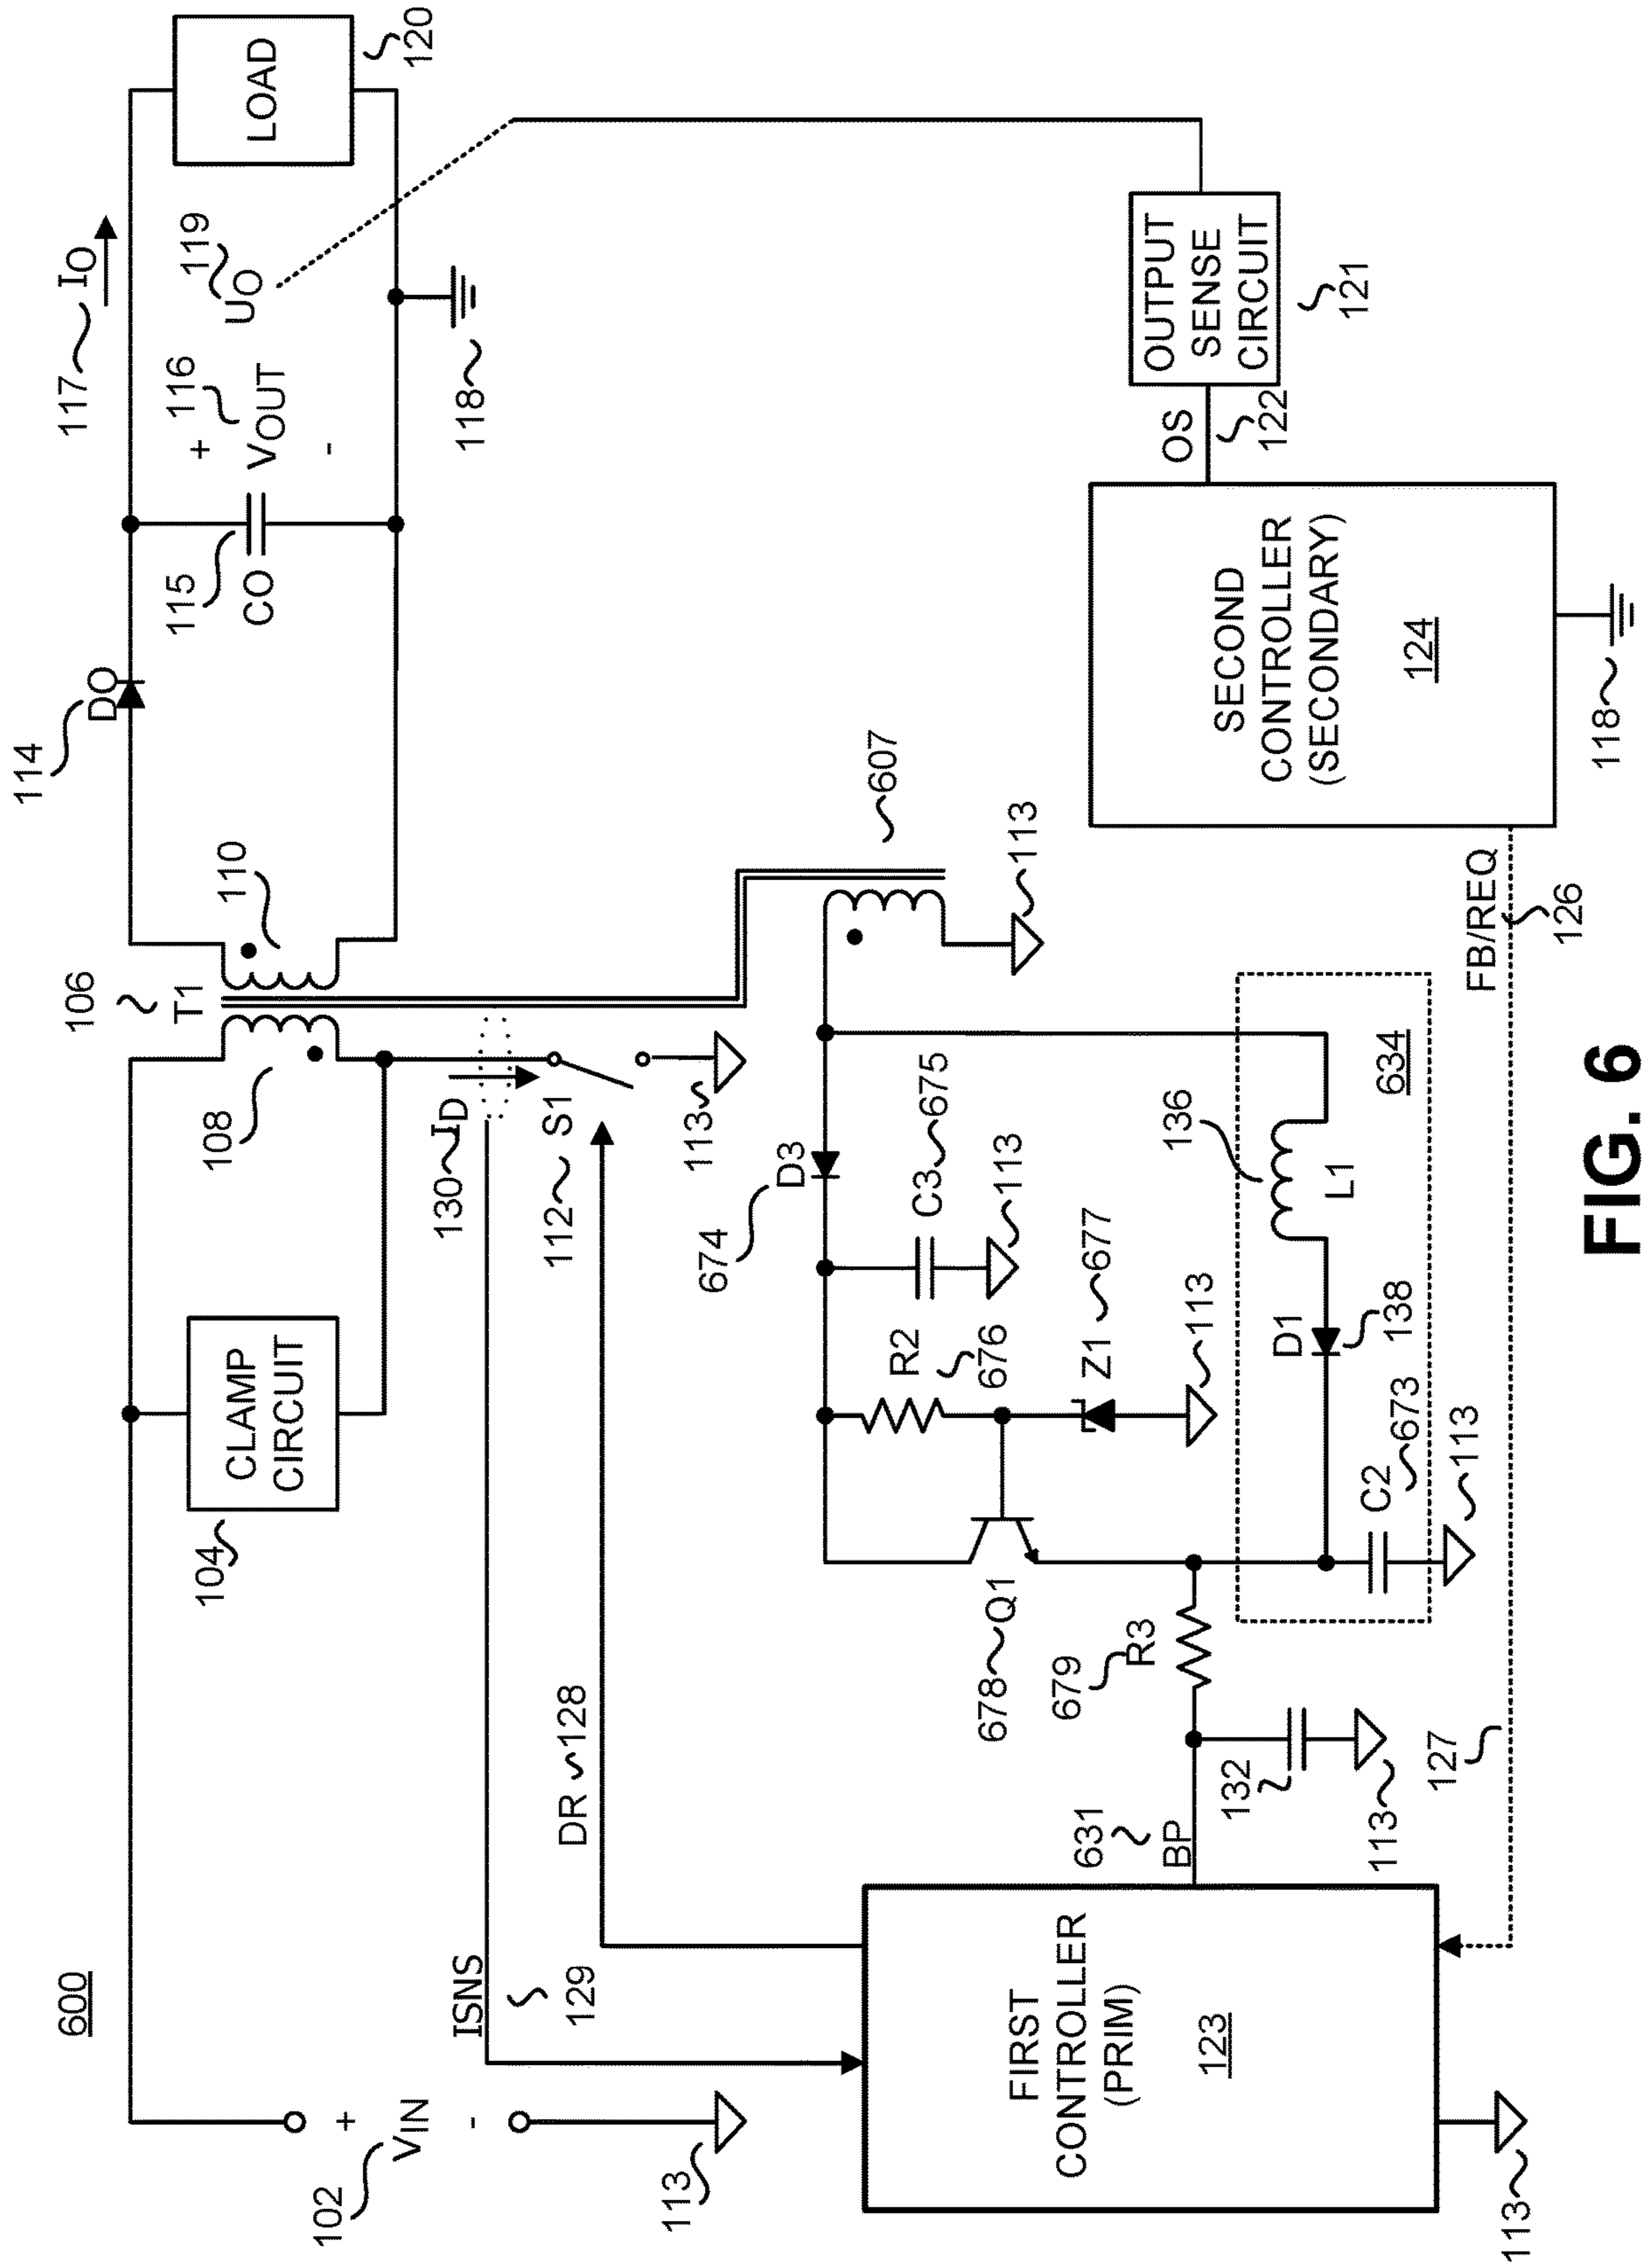 600
102
+
VIN
-
113
104
CLAMP
CIRCUIT
108
106
T1
110
114
DO
115
CO
+
116
VOUT
-
117
IO
119
UO
118
LOAD
120
ISNS
129
130
ID
112
S1
113
DR
128
607
113
674
D3
C3
675
113
R2
676
Z1
677
113
678
Q1
679
R3
136
L1
D1
138
634
C2
673
113
631
BP
132
113
FIRST
CONTROLLER
(PRIM)
123
113
127
FB/REQ
126
SECOND
CONTROLLER
(SECONDARY)
124
118
OS
122
OUTPUT
SENSE
CIRCUIT
121
FIG. 6